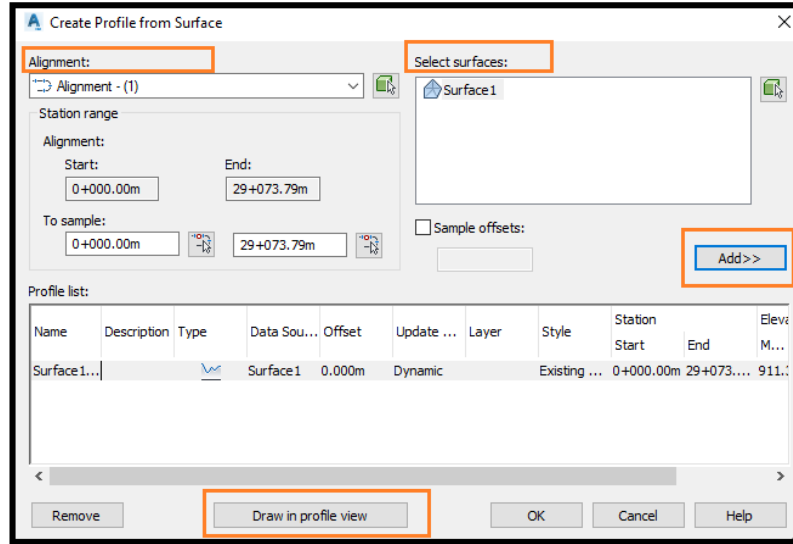 Create Profile from Surface
Alignment:
Select surfaces:
Alignment - (1)
Surface1
Station range
Alignment:
Start: End:
0+000.00m 29+073.79m
To sample:
0+000.00m 29+073.79m
Sample offsets:
Add>>
Profile list:
Name Description Type Data Sou... Offset Update ... Layer Style Station Eleva
Start End M...
Surface1... Surface1 0.000m Dynamic Existing ... 0+000.00m 29+073.... 911.3
Remove Draw in profile view OK Cancel Help